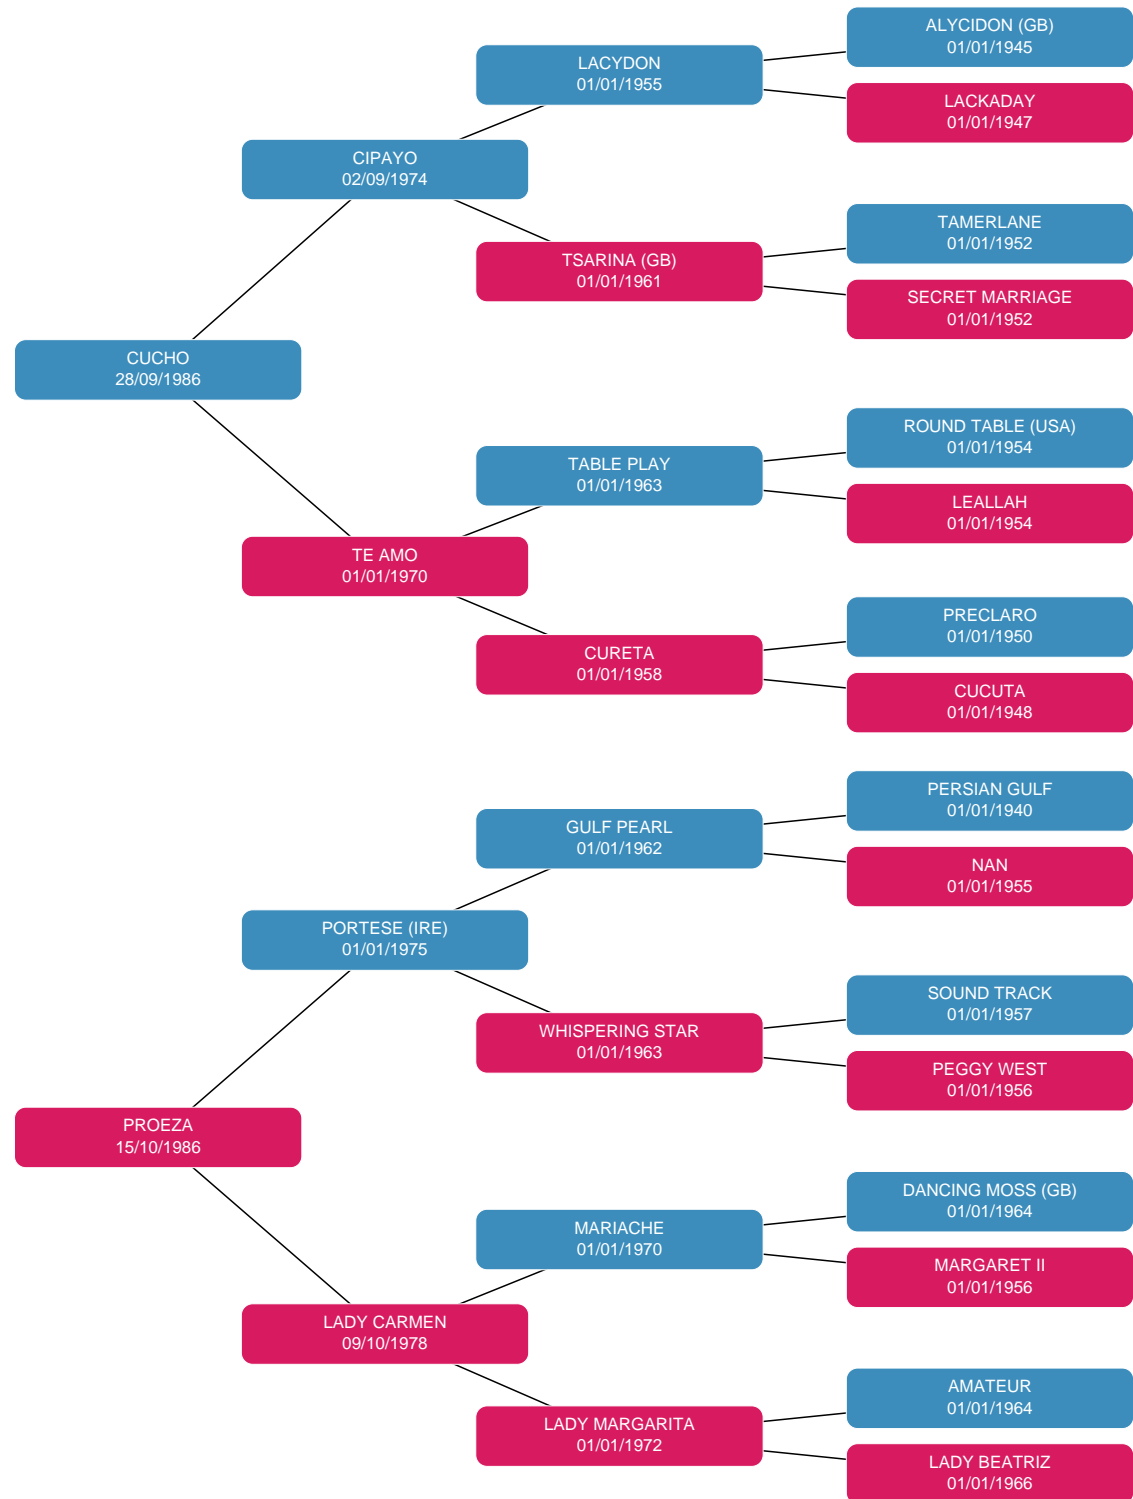 ALYCIDON (GB)
01/01/1945
LACYDON
01/01/1955
LACKADAY
01/01/1947
CIPAYO
02/09/1974
TAMERLANE
01/01/1952
TSARINA (GB)
01/01/1961
SECRET MARRIAGE
01/01/1952
CUCHO
28/09/1986
ROUND TABLE (USA)
01/01/1954
TABLE PLAY
01/01/1963
LEALLAH
01/01/1954
TE AMO
01/01/1970
PRECLARO
01/01/1950
CURETA
01/01/1958
CUCUTA
01/01/1948
PERSIAN GULF
01/01/1940
GULF PEARL
01/01/1962
NAN
01/01/1955
PORTESE (IRE)
01/01/1975
SOUND TRACK
01/01/1957
WHISPERING STAR
01/01/1963
PEGGY WEST
01/01/1956
PROEZA
15/10/1986
DANCING MOSS (GB)
01/01/1964
MARIACHE
01/01/1970
MARGARET II
01/01/1956
LADY CARMEN
09/10/1978
AMATEUR
01/01/1964
LADY MARGARITA
01/01/1972
LADY BEATRIZ
01/01/1966